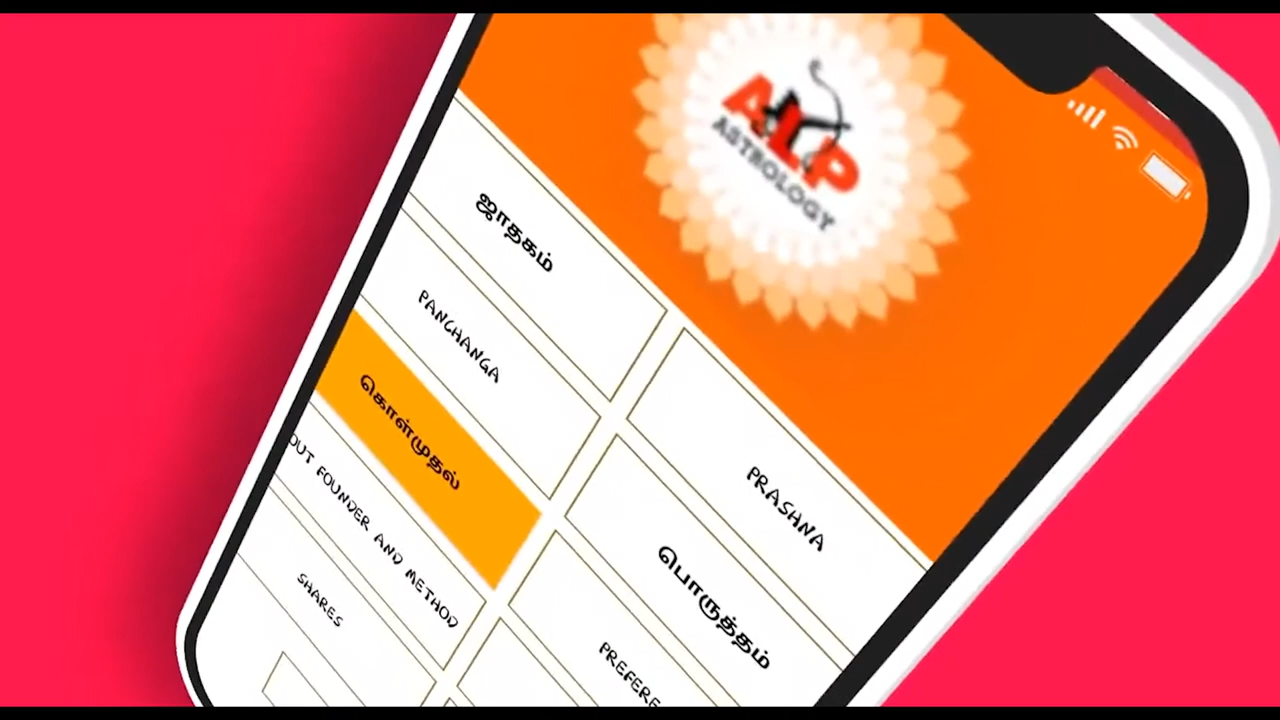 ALP
ASTROLOGY
ஜாதகம்
PRASHNA
PANCHANGA
பொருத்தம்
கொள்முதல்
PREFERE
OUT FOUNDER AND METHOD
SHARES